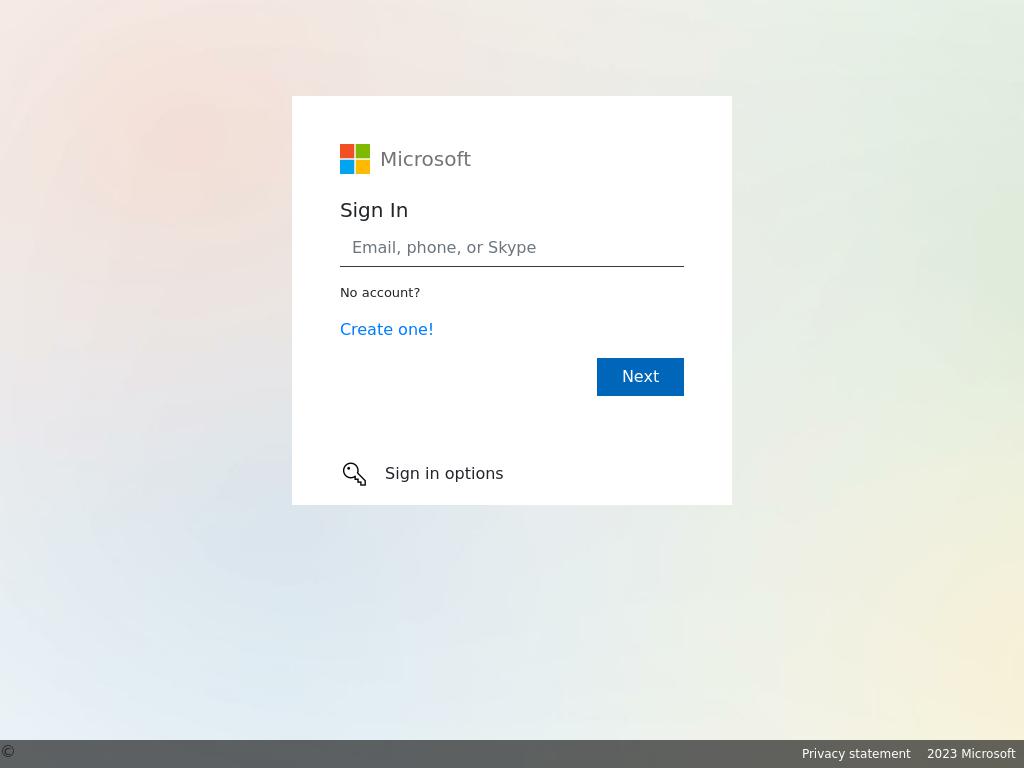 Microsoft
Sign In
Email, phone, or Skype
No account?
Create one!
Next
Sign in options
© Privacy statement 2023 Microsoft